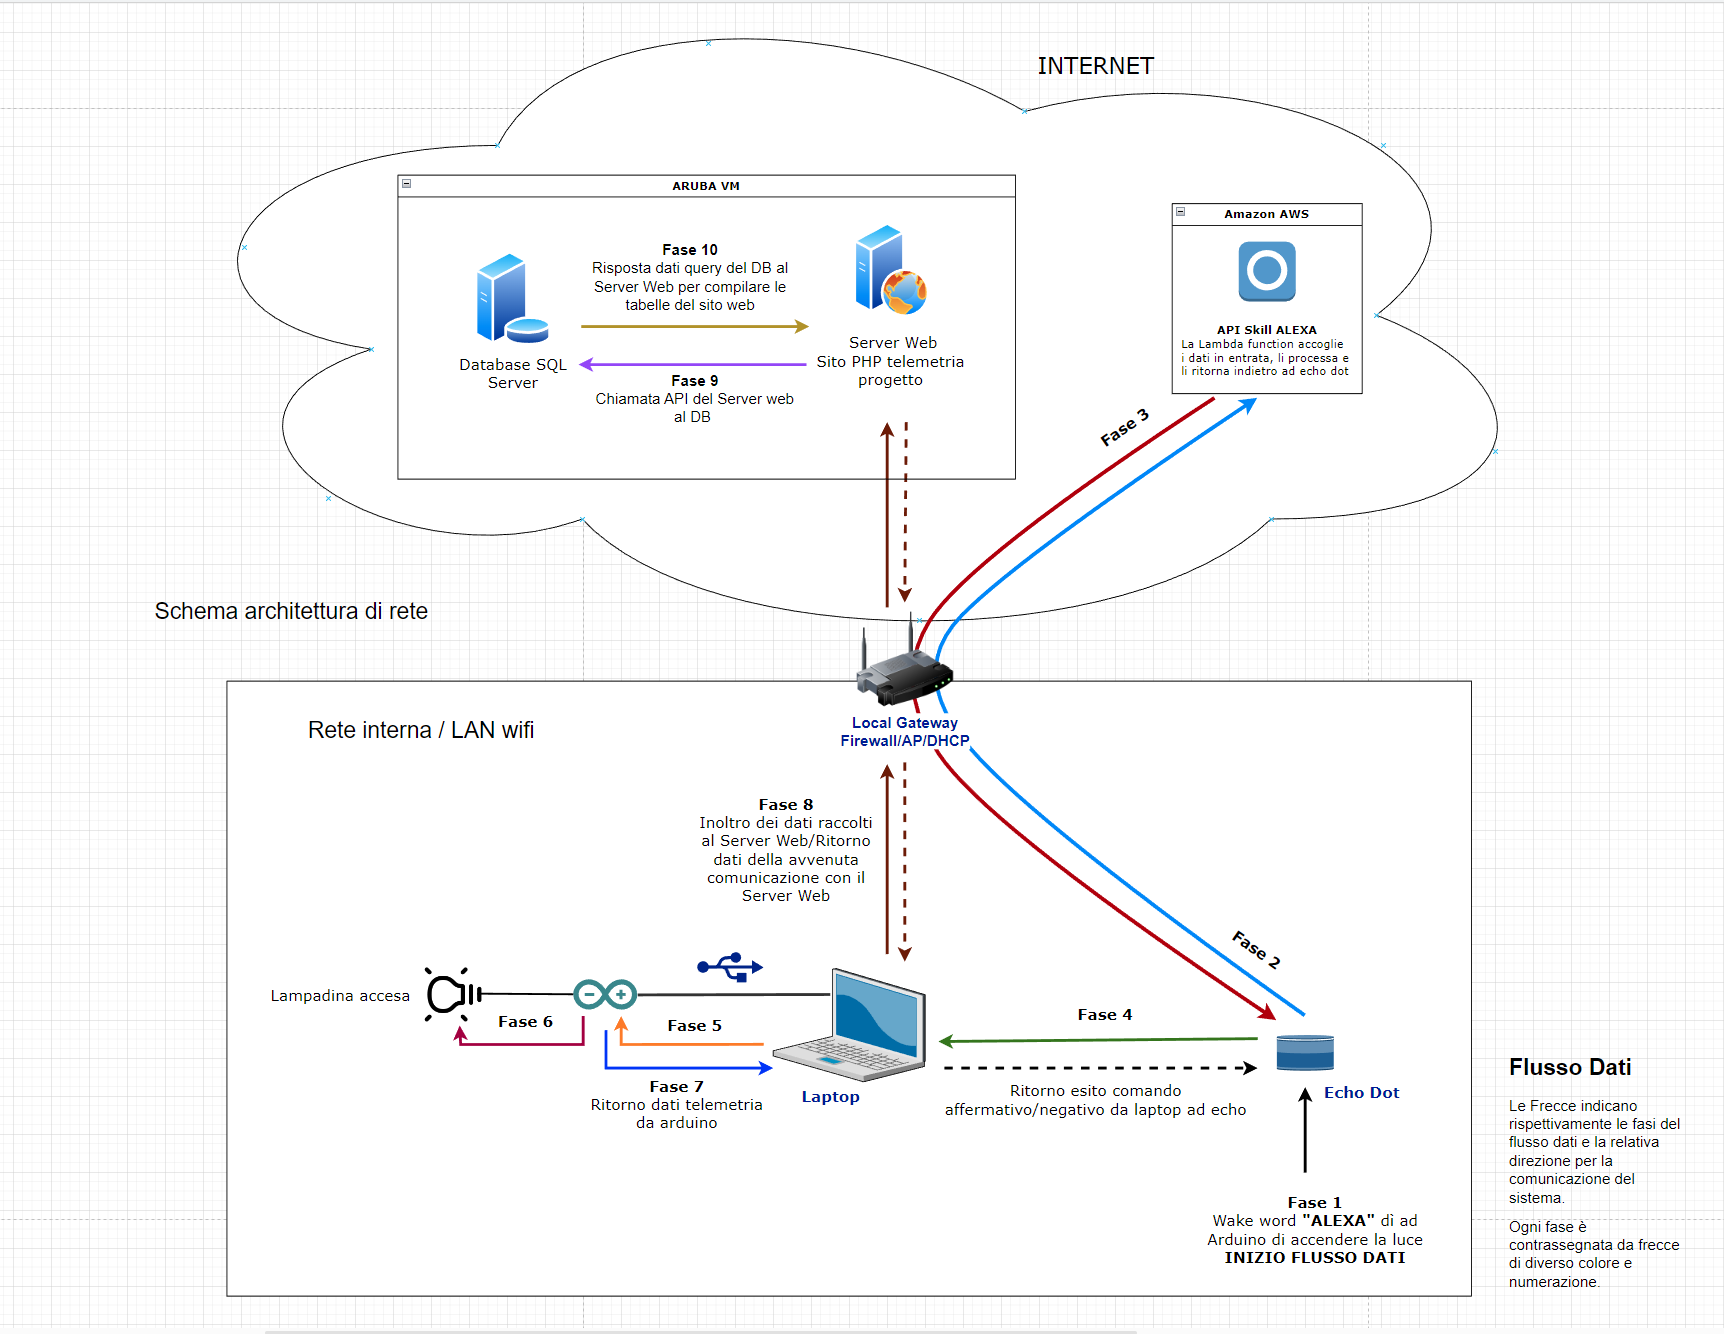 INTERNET
ARUBA VM
Amazon AWS
Fase 10
Risposta dati query del DB al
Server Web per compilare le
tabelle del sito web
Database SQL
Server
Server Web
Sito PHP telemetria
progetto
Fase 9
Chiamata API del Server web
al DB
API Skill ALEXA
La Lambda function accoglie
i dati in entrata, li processa e
li ritorna indietro ad echo dot
Fase 3
Schema architettura di rete
Rete interna / LAN wifi
Local Gateway
Firewall/AP/DHCP
Fase 8
Inoltro dei dati raccolti
al Server Web/Ritorno
dati della avvenuta
comunicazione con il
Server Web
Fase 2
Lampadina accesa
Fase 6
Fase 5
Fase 4
Fase 7
Ritorno dati telemetria
da arduino
Laptop
Ritorno esito comando
affermativo/negativo da laptop ad echo
Echo Dot
Fase 1
Wake word "ALEXA" dì ad
Arduino di accendere la luce
INIZIO FLUSSO DATI
Flusso Dati
Le Frecce indicano
rispettivamente le fasi del
flusso dati e la relativa
direzione per la
comunicazione del
sistema.
Ogni fase è
contrassegnata da frecce
di diverso colore e
numerazione.